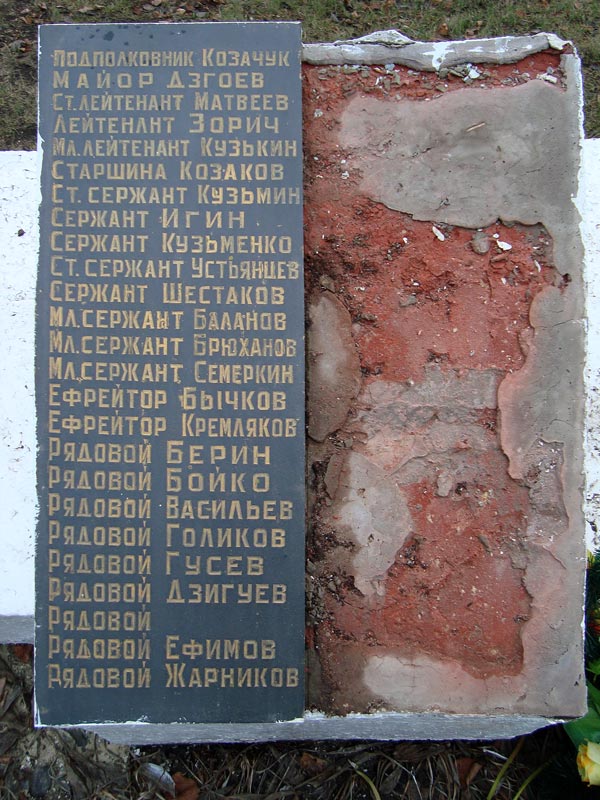 Подполковник Козачук
Майор Дзгоев
Ст. лейтенант Матвеев
Лейтенант Зорич
Мл. лейтенант Кузькин
Старшина Козаков
Ст. сержант Кузьмин
Сержант Игин
Сержант Кузьменко
Ст. сержант Устьянцев
Сержант Шестаков
Мл. сержант Баланов
Мл. сержант Брюханов
Мл. сержант Семеркин
Ефрейтор Бычков
Ефрейтор Кремляков
Рядовой Берин
Рядовой Бойко
Рядовой Васильев
Рядовой Голиков
Рядовой Гусев
Рядовой Дзигуев
Рядовой
Рядовой Ефимов
Рядовой Жарников